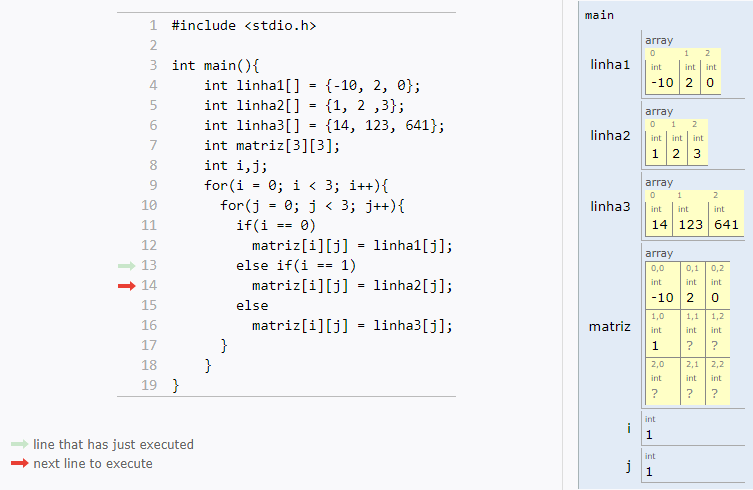 1 #include <stdio.h>
2
3 int main(){
4 int linha1[] = {-10, 2, 0};
5 int linha2[] = {1, 2 ,3};
6 int linha3[] = {14, 123, 641};
7 int matriz[3][3];
8 int i,j;
9 for(i = 0; i < 3; i++){
10 for(j = 0; j < 3; j++){
11 if(i == 0)
12 matriz[i][j] = linha1[j];
13 else if(i == 1)
14 matriz[i][j] = linha2[j];
15 else
16 matriz[i][j] = linha3[j];
17 }
18 }
19 }
line that has just executed
next line to execute
main
array
linha1
0 1 2
int int int
-10 2 0
array
linha2
0 1 2
int int int
1 2 3
array
linha3
0 1 2
int int int
14 123 641
array
matriz
0,0 0,1 0,2
int int int
-10 2 0
1,0 1,1 1,2
int int int
1 ? ?
2,0 2,1 2,2
int int int
? ? ?
i
int
1
j
int
1